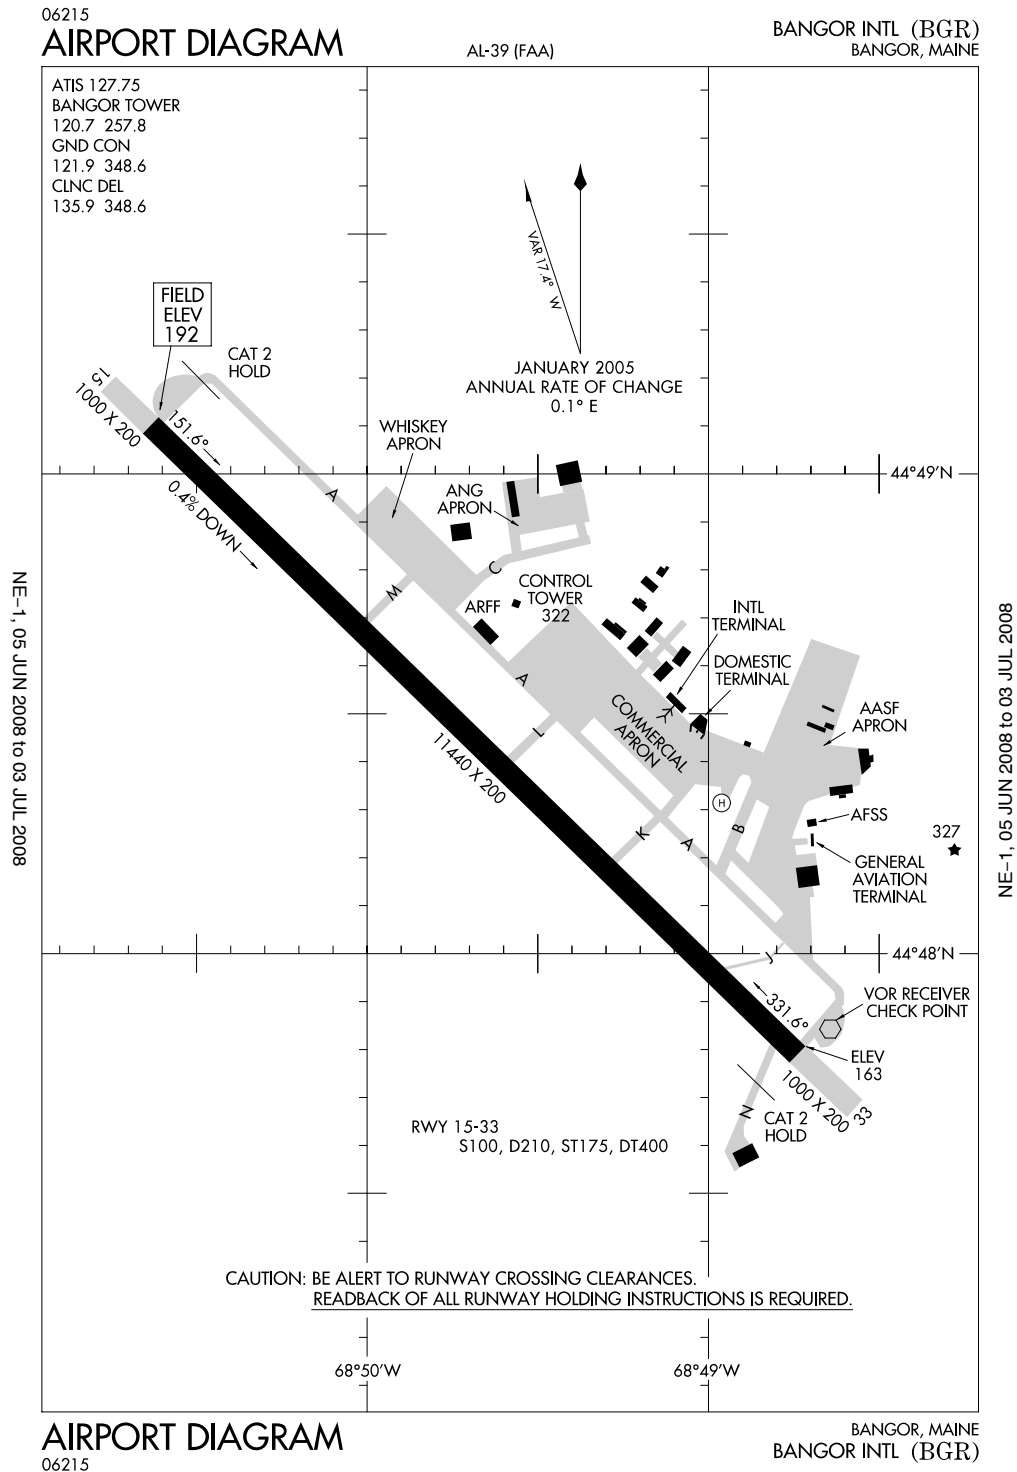 06215
AIRPORT DIAGRAM
AL-39 (FAA)
BANGOR INTL (BGR)
BANGOR, MAINE
ATIS 127.75
BANGOR TOWER
120.7 257.8
GND CON
121.9 348.6
CLNC DEL
135.9 348.6
VAR 17.4° W
JANUARY 2005
ANNUAL RATE OF CHANGE
0.1° E
FIELD
ELEV
192
CAT 2
HOLD
15
1000 X 200
151.6°
0.4% DOWN
WHISKEY
APRON
A
44°49'N
ANG
APRON
C
M
CONTROL
TOWER
322
ARFF
INTL
TERMINAL
DOMESTIC
TERMINAL
A
L
COMMERCIAL
APRON
AASF
APRON
11440 X 200
H
B
K
A
AFSS
327
GENERAL
AVIATION
TERMINAL
J
44°48'N
331.6°
VOR RECEIVER
CHECK POINT
ELEV
163
1000 X 200
33
N
CAT 2
HOLD
RWY 15-33
S100, D210, ST175, DT400
CAUTION: BE ALERT TO RUNWAY CROSSING CLEARANCES.
READBACK OF ALL RUNWAY HOLDING INSTRUCTIONS IS REQUIRED.
68°50'W
68°49'W
NE-1, 05 JUN 2008 to 03 JUL 2008
NE-1, 05 JUN 2008 to 03 JUL 2008
AIRPORT DIAGRAM
06215
BANGOR, MAINE
BANGOR INTL (BGR)